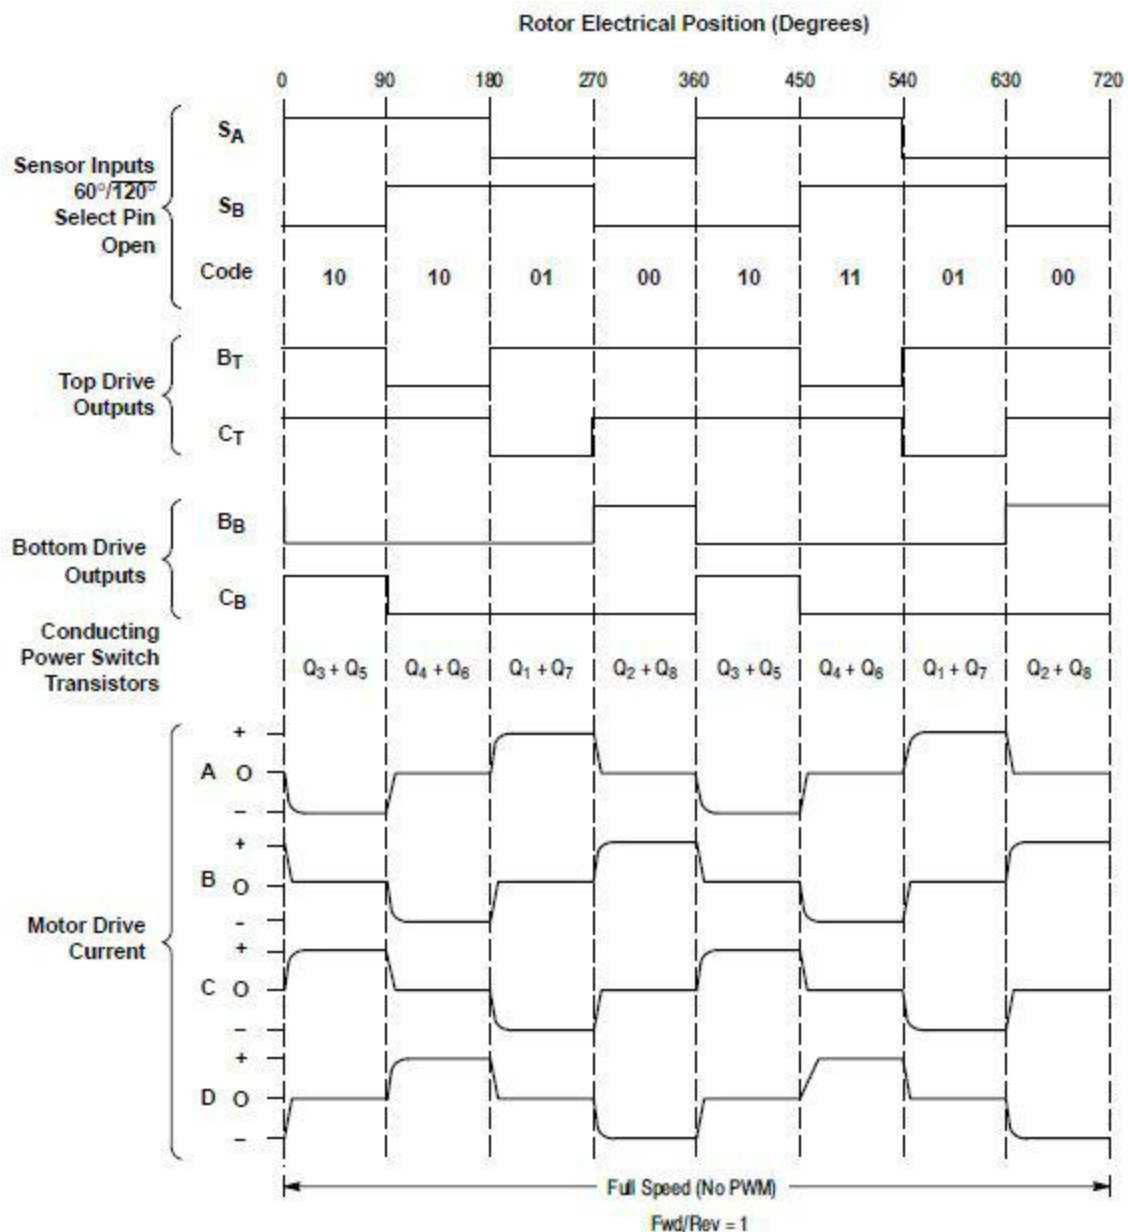 Rotor Electrical Position (Degrees)
0 90 180 270 360 450 540 630 720
Sensor Inputs
60°/120°
Select Pin
Open
SA
SB
Code 10 10 01 00 10 11 01 00
Top Drive
Outputs
BT
CT
Bottom Drive
Outputs
BB
CB
Conducting
Power Switch
Transistors
Q3 + Q5 Q4 + Q6 Q1 + Q7 Q2 + Q8 Q3 + Q5 Q4 + Q6 Q1 + Q7 Q2 + Q8
Motor Drive
Current
+
A O
–
+
B O
–
+
C O
–
+
D O
–
Full Speed (No PWM)
Fwd/Rev = 1